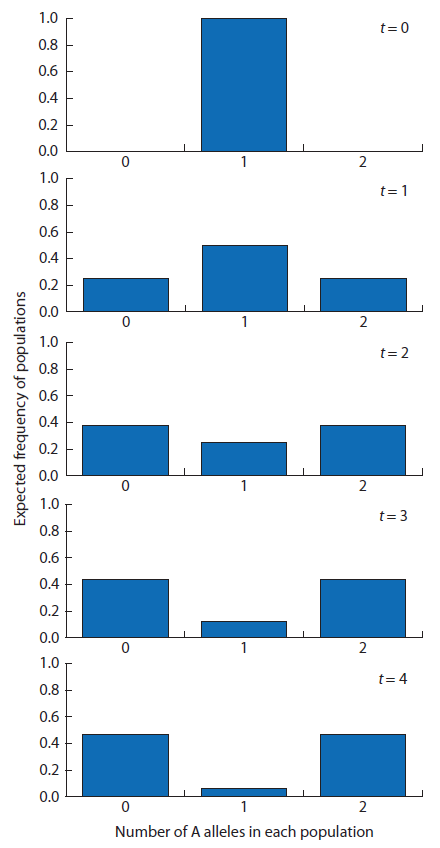 1.0
t = 0
0.8
0.6
0.4
0.2
0.0
0 1 2
1.0
t = 1
0.8
0.6
0.4
0.2
0.0
0 1 2
1.0
t = 2
0.8
0.6
0.4
0.2
0.0
0 1 2
1.0
t = 3
0.8
0.6
0.4
0.2
0.0
0 1 2
1.0
t = 4
0.8
0.6
0.4
0.2
0.0
0 1 2
Expected frequency of populations
Number of A alleles in each population